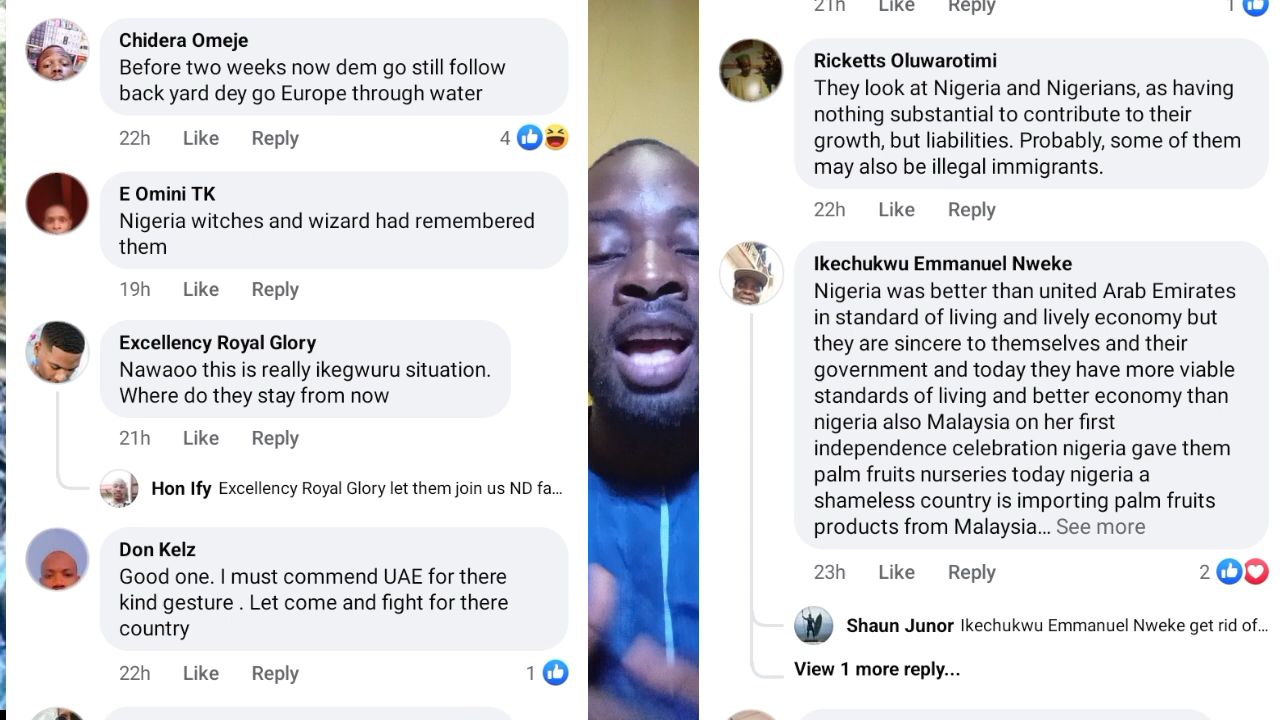 Chidera Omeje
Before two weeks now dem go still follow
back yard dey go Europe through water
22h Like Reply 4
E Omini TK
Nigeria witches and wizard had remembered
them
19h Like Reply
Excellency Royal Glory
Nawaoo this is really ikegwuru situation.
Where do they stay from now
21h Like Reply
Hon Ify Excellency Royal Glory let them join us ND fa...
Don Kelz
Good one. I must commend UAE for there
kind gesture . Let come and fight for there
country
22h Like Reply 1
21h Like Reply 1
Ricketts Oluwarotimi
They look at Nigeria and Nigerians, as having
nothing substantial to contribute to their
growth, but liabilities. Probably, some of them
may also be illegal immigrants.
22h Like Reply
Ikechukwu Emmanuel Nweke
Nigeria was better than united Arab Emirates
in standard of living and lively economy but
they are sincere to themselves and their
government and today they have more viable
standards of living and better economy than
nigeria also Malaysia on her first
independence celebration nigeria gave them
palm fruits nurseries today nigeria a
shameless country is importing palm fruits
products from Malaysia... See more
23h Like Reply 2
Shaun Junor Ikechukwu Emmanuel Nweke get rid of...
View 1 more reply...